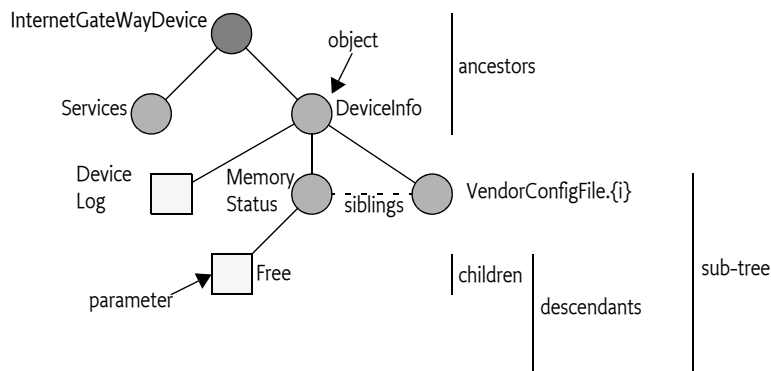 InternetGateWayDevice
object
ancestors
Services
DeviceInfo
Device
Log
Memory
Status
siblings
VendorConfigFile.{i}
sub-tree
Free
children
parameter
descendants